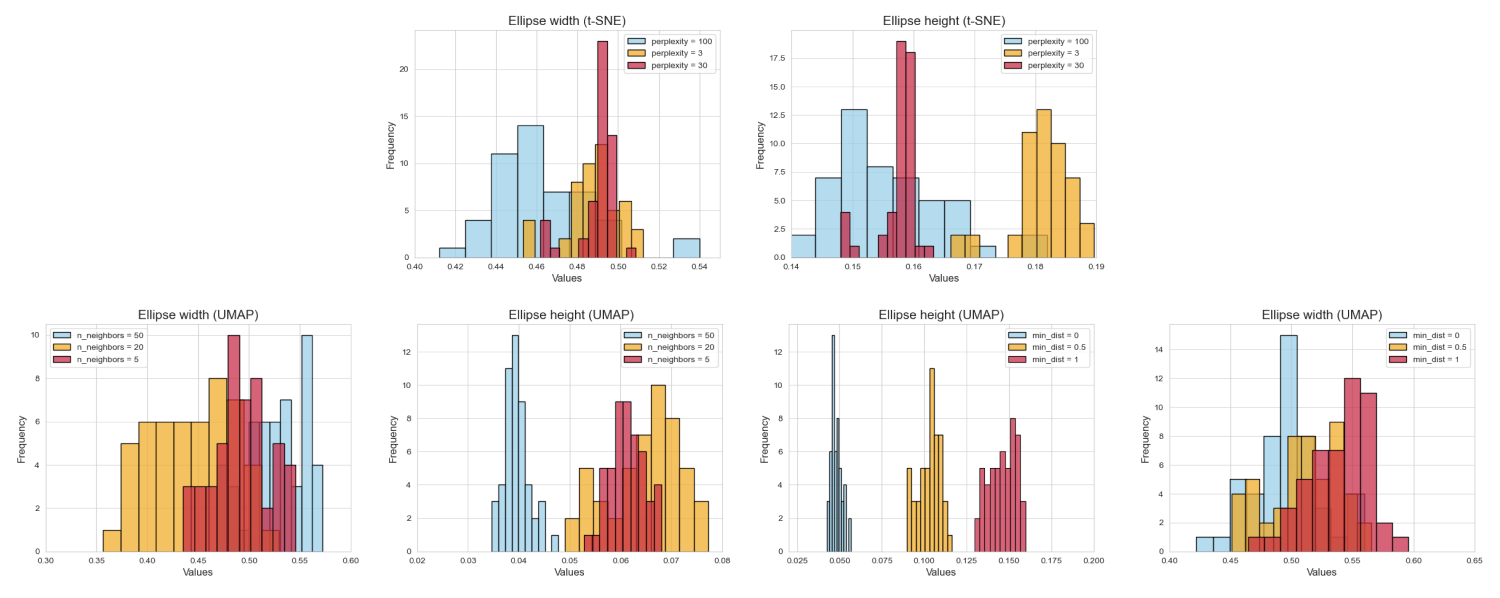 Ellipse width (t-SNE)
perplexity = 100
perplexity = 3
perplexity = 30
Frequency
20
15
10
5
0
0.40 0.42 0.44 0.46 0.48 0.50 0.52 0.54
Values
Ellipse height (t-SNE)
perplexity = 100
perplexity = 3
perplexity = 30
Frequency
17.5
15.0
12.5
10.0
7.5
5.0
2.5
0.0
0.14 0.15 0.16 0.17 0.18 0.19
Values
Ellipse width (UMAP)
n_neighbors = 50
n_neighbors = 20
n_neighbors = 5
Frequency
10
8
6
4
2
0
0.30 0.35 0.40 0.45 0.50 0.55 0.60
Values
Ellipse height (UMAP)
n_neighbors = 50
n_neighbors = 20
n_neighbors = 5
Frequency
12
10
8
6
4
2
0
0.02 0.03 0.04 0.05 0.06 0.07 0.08
Values
Ellipse height (UMAP)
min_dist = 0
min_dist = 0.5
min_dist = 1
Frequency
12
10
8
6
4
2
0
0.025 0.050 0.075 0.100 0.125 0.150 0.175 0.200
Values
Ellipse width (UMAP)
min_dist = 0
min_dist = 0.5
min_dist = 1
Frequency
14
12
10
8
6
4
2
0
0.40 0.45 0.50 0.55 0.60 0.65
Values